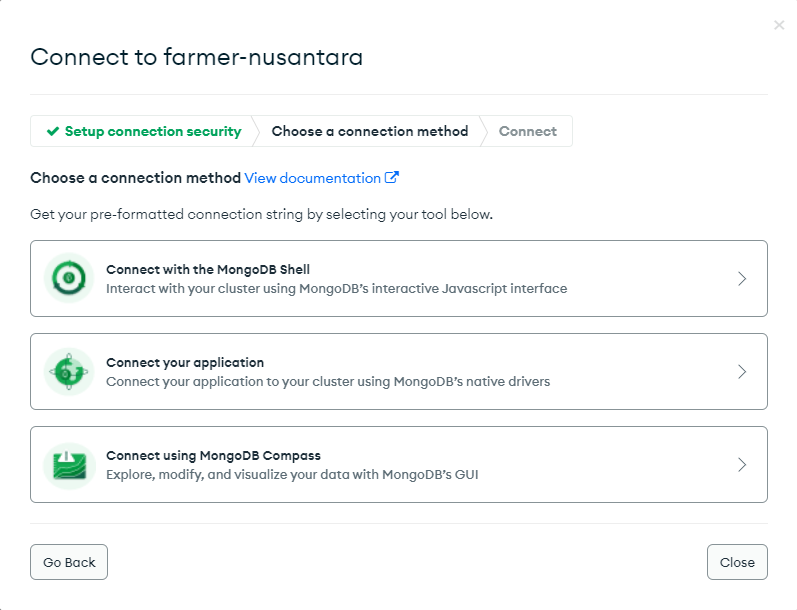 Connect to farmer-nusantara
Setup connection security
Choose a connection method
Connect
Choose a connection method View documentation
Get your pre-formatted connection string by selecting your tool below.
Connect with the MongoDB Shell
Interact with your cluster using MongoDB's interactive Javascript interface
Connect your application
Connect your application to your cluster using MongoDB's native drivers
Connect using MongoDB Compass
Explore, modify, and visualize your data with MongoDB's GUI
Go Back
Close